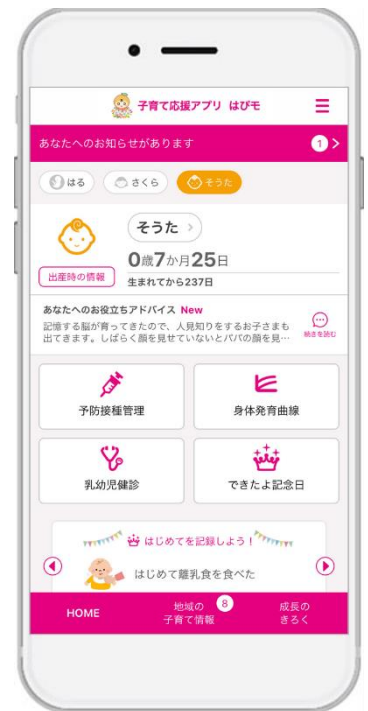 子育て応援アプリ はぴモ
あなたへのお知らせがあります
1
はる
さくら
そうた
そうた
0歳7か月25日
出産時の情報
生まれてから237日
あなたへのお役立ちアドバイス New
記憶する脳が育ってきたので、人見知りをするお子さまも
出てきます。しばらく顔を見せていないとパパの顔を見…
続きを読む
予防接種管理
身体発育曲線
乳幼児健診
できたよ記念日
はじめてを記録しよう!
はじめて離乳食を食べた
HOME
地域の
子育て情報
8
成長の
きろく